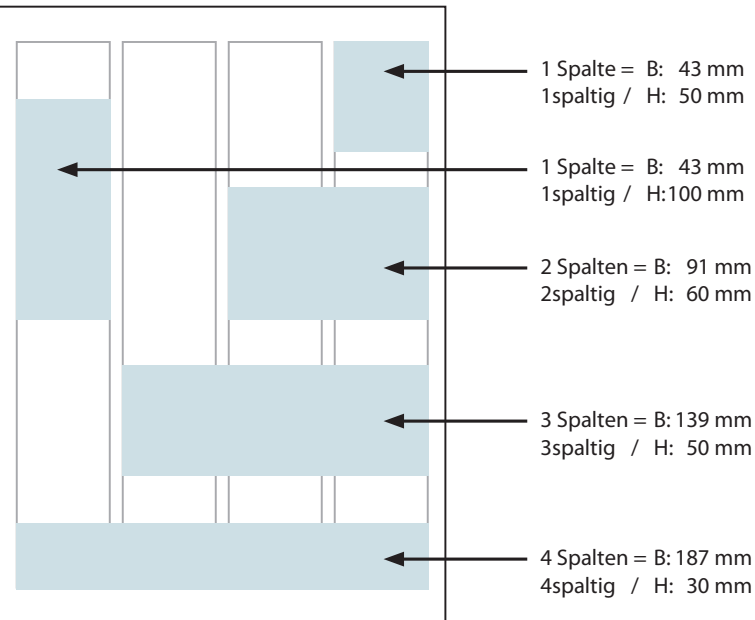 1 Spalte = B: 43 mm
1spaltig / H: 50 mm
1 Spalte = B: 43 mm
1spaltig / H:100 mm
2 Spalten = B: 91 mm
2spaltig / H: 60 mm
3 Spalten = B: 139 mm
3spaltig / H: 50 mm
4 Spalten = B: 187 mm
4spaltig / H: 30 mm